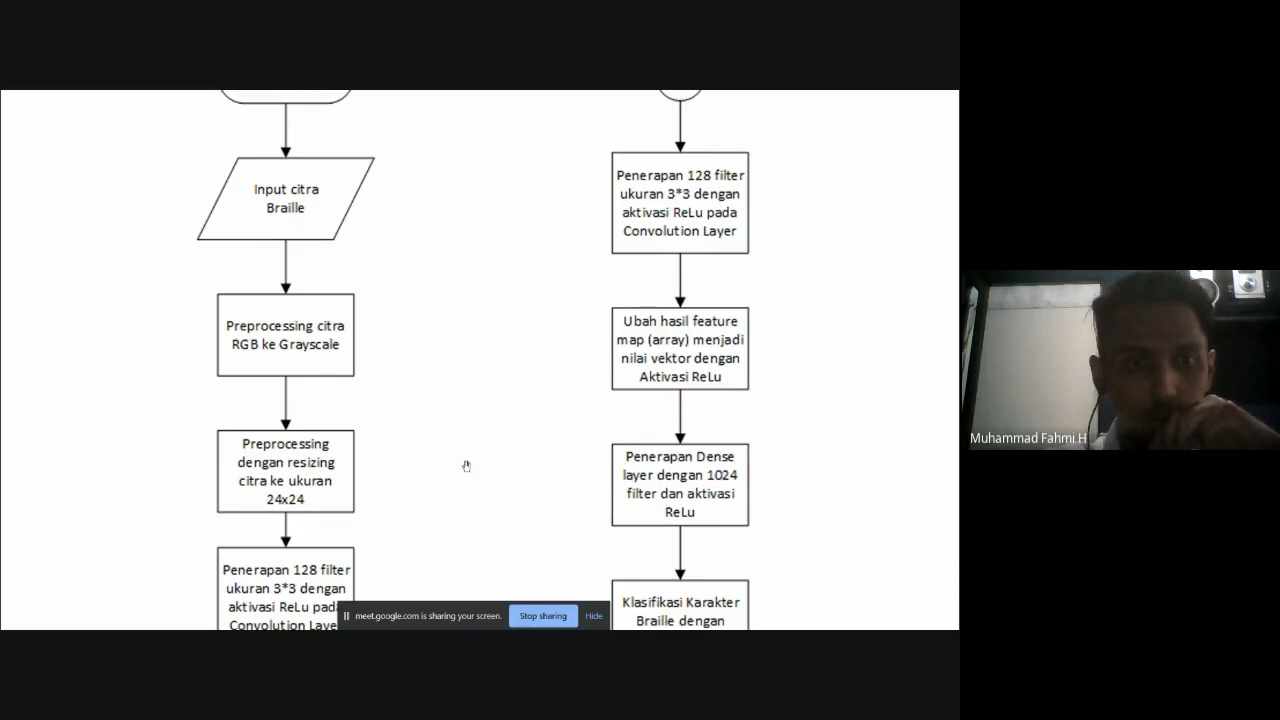 Input citra
Braille
Preprocessing citra
RGB ke Grayscale
Preprocessing
dengan resizing
citra ke ukuran
24x24
Penerapan 128 filter
ukuran 3*3 dengan
aktivasi ReLu pada
Convolution Laye
Penerapan 128 filter
ukuran 3*3 dengan
aktivasi ReLu pada
Convolution Layer
Ubah hasil feature
map (array) menjadi
nilai vektor dengan
Aktivasi ReLu
Penerapan Dense
layer dengan 1024
filter dan aktivasi
ReLu
Klasifikasi Karakter
Braille dengan
meet.google.com is sharing your screen. Stop sharing Hide
Muhammad Fahmi H